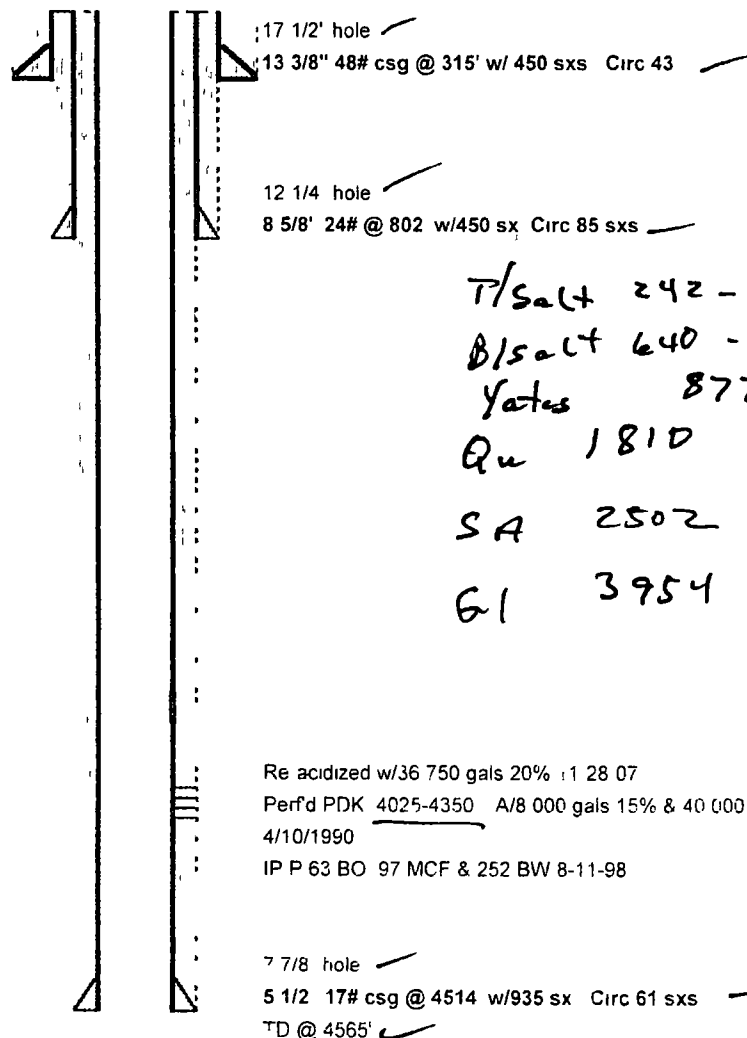 17 1/2' hole
13 3/8" 48# csg @ 315' w/ 450 sxs Circ 43
12 1/4 hole
8 5/8' 24# @ 802 w/450 sx Circ 85 sxs
T/Salt 242 -
B/Salt 640 -
Yates 877
Qu 1810
SA 2502
Gl 3954
Re acidized w/36 750 gals 20% 11 28 07
Perf'd PDK 4025-4350 A/8 000 gals 15% & 40 000
4/10/1990
IP P 63 BO 97 MCF & 252 BW 8-11-98
7 7/8 hole
5 1/2 17# csg @ 4514 w/935 sx Circ 61 sxs
TD @ 4565'